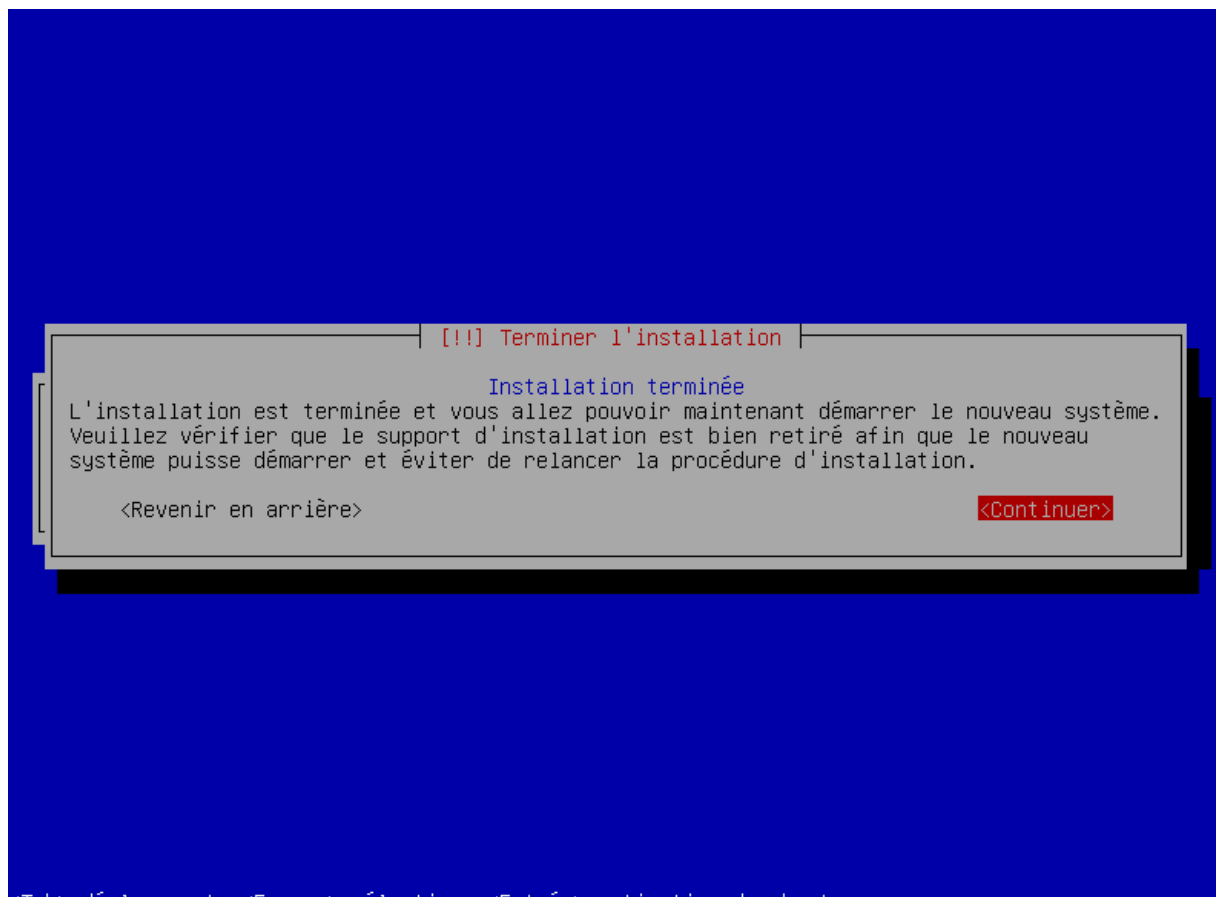 [!!] Terminer l'installation
Installation terminée
L'installation est terminée et vous allez pouvoir maintenant démarrer le nouveau système.
Veuillez vérifier que le support d'installation est bien retiré afin que le nouveau
système puisse démarrer et éviter de relancer la procédure d'installation.
<Revenir en arrière> <Continuer>